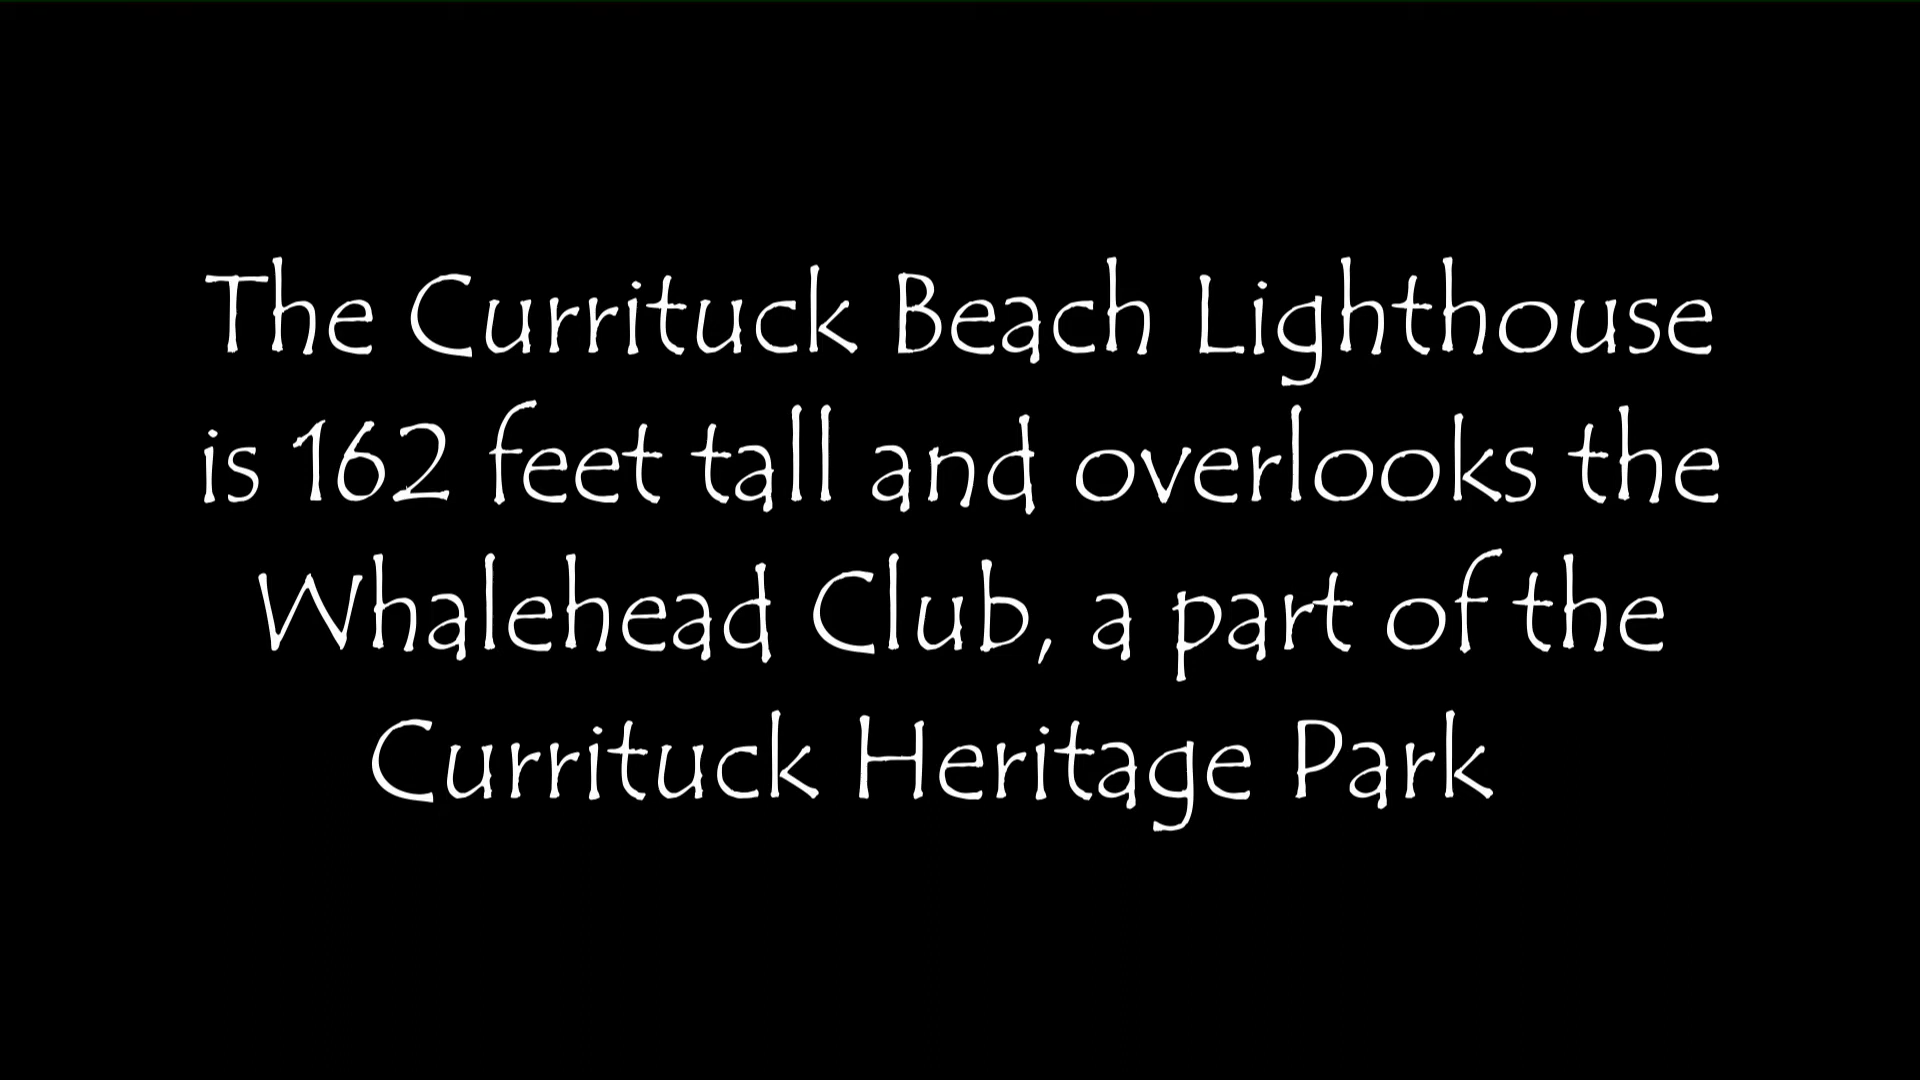 The Currituck Beach Lighthouse
is 162 feet tall and overlooks the
Whalehead Club, a part of the
Currituck Heritage Park